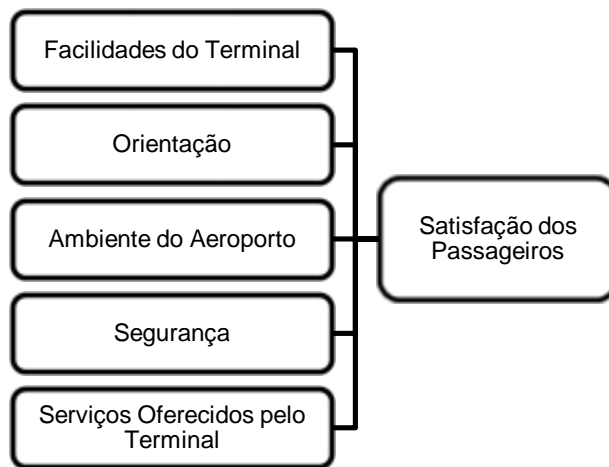 Facilidades do Terminal
Orientação
Ambiente do Aeroporto
Segurança
Serviços Oferecidos pelo
Terminal
Satisfação dos
Passageiros